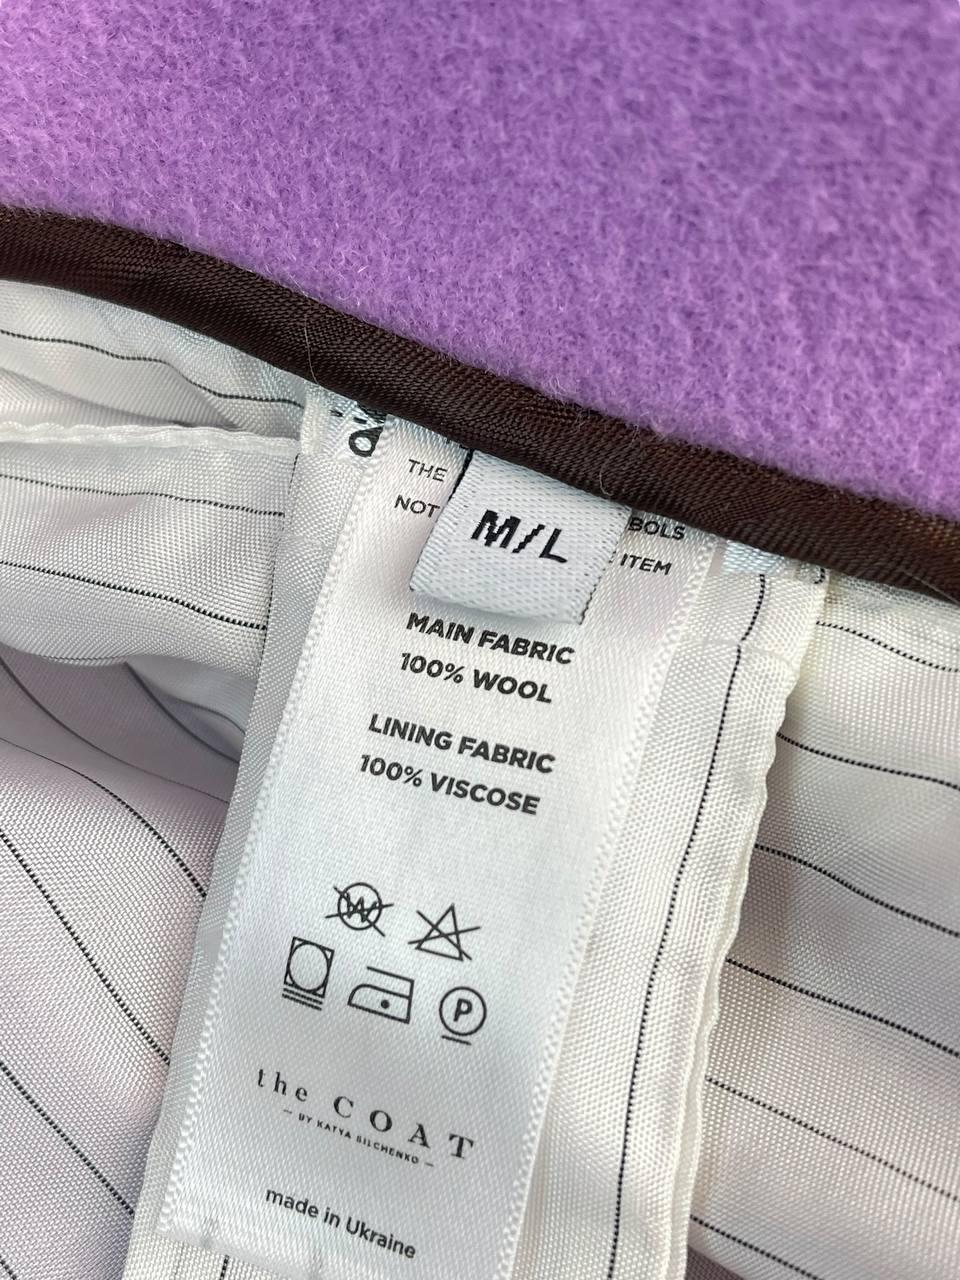 THE BOLS
NOT ITEM
M/L
MAIN FABRIC
100% WOOL
LINING FABRIC
100% VISCOSE
W
P
the COAT
— BY KATYA SILCHENKO —
made in Ukraine